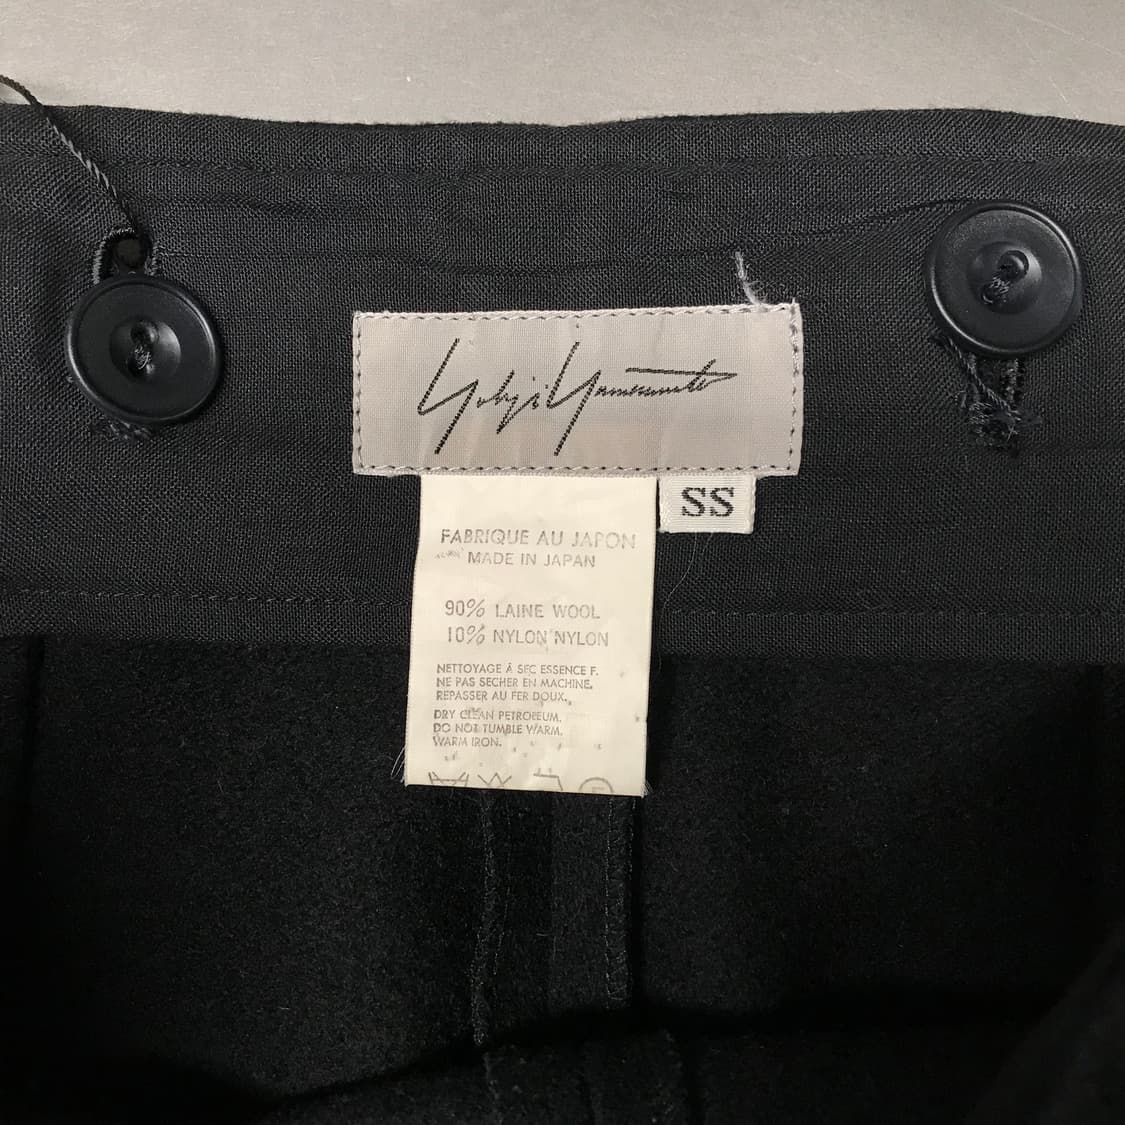 Yohji Yamamoto
SS
FABRIQUE AU JAPON
MADE IN JAPAN
90% LAINE WOOL
10% NYLON NYLON
NETTOYAGE À SEC ESSENCE F.
NE PAS SECHER EN MACHINE.
REPASSER AU FER DOUX.
DRY CLEAN PETROLEUM.
DO NOT TUMBLE WARM.
WARM IRON.